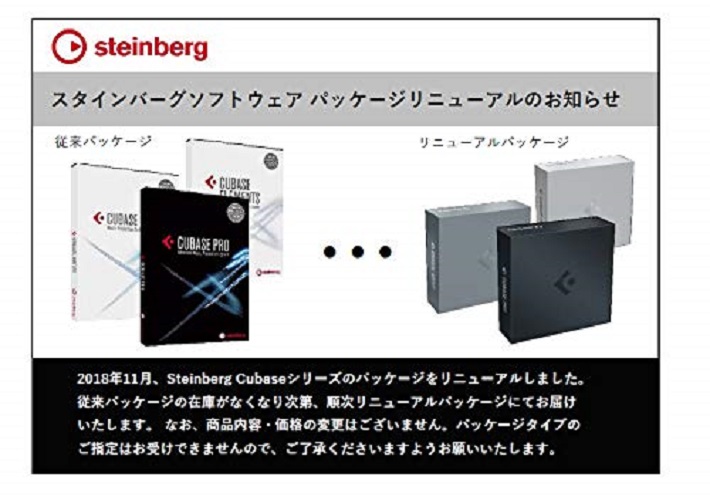 steinberg
スタインバーグソフトウェア パッケージリニューアルのお知らせ
従来パッケージ
リニューアルパッケージ
CUBASE
ELEMENTS
CUBASE
CUBASE PRO
steinberg
2018年11月、Steinberg Cubaseシリーズのパッケージをリニューアルしました。
従来パッケージの在庫がなくなり次第、順次リニューアルパッケージにてお届け
いたします。 なお、商品内容・価格の変更はございません。パッケージタイプの
ご指定はお受けできませんので、ご了承くださいますようお願いいたします。